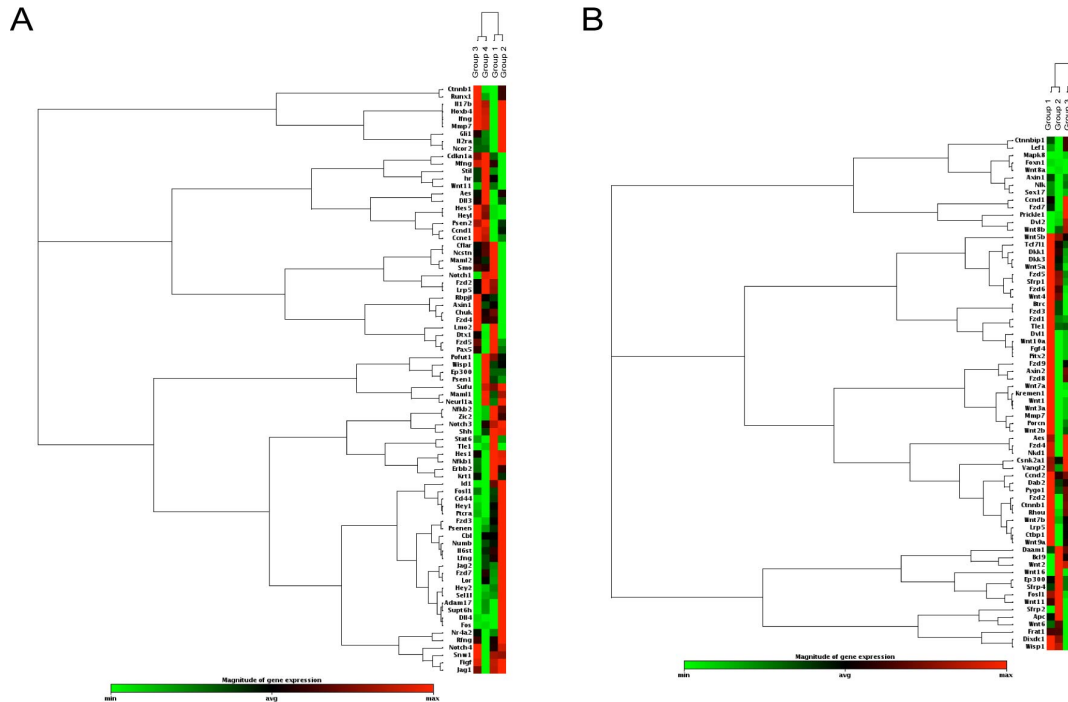 A
Group 3
Group 4
Group 1
Group 2
Ctnnb1
Runx1
Il17b
Hoxb4
Ifng
Mmp7
Gli1
Il2ra
Ncor2
Cdkn1a
Mfng
Stil
hr
Wnt11
Aes
Dll3
Hes5
Heyl
Psen2
Ccnd1
Ccne1
Cflar
Ncstn
Maml2
Smo
Notch1
Fzd2
Lrp5
Rbpjl
Axin1
Chuk
Fzd4
Lmo2
Dtx1
Fzd5
Pax5
Pofut1
Wisp1
Ep300
Psen1
Sufu
Maml1
Neurl1a
Nfkb2
Zic2
Notch3
Shh
Stat6
Tle1
Hes1
Nfkb1
Erbb2
Krt1
Id1
Fosl1
Cd44
Hey1
Ptcra
Fzd3
Psenen
Cbl
Numb
Il6st
Lfng
Jag2
Fzd7
Lor
Hey2
Sel1l
Adam17
Supt6h
Dll4
Fos
Nr4a2
Rfng
Notch4
Snw1
Figf
Jag1
Magnitude of gene expression
min avg max
B
Group 1
Group 2
Ctnnbip1
Lef1
Mapk8
Foxn1
Wnt8a
Axin1
Nlk
Sox17
Ccnd1
Fzd7
Prickle1
Dvl2
Wnt8b
Wnt5b
Tcf7l1
Dkk1
Dkk3
Wnt5a
Fzd5
Sfrp1
Fzd6
Wnt4
Btrc
Fzd3
Fzd1
Tle1
Dvl1
Wnt10a
Fgf4
Pitx2
Fzd9
Axin2
Fzd8
Wnt7a
Kremen1
Wnt1
Wnt3a
Mmp7
Porcn
Wnt2b
Aes
Fzd4
Nkd1
Csnk2a1
Vangl2
Ccnd2
Dab2
Pygo1
Fzd2
Ctnnb1
Rhou
Wnt7b
Lrp5
Ctbp1
Wnt9a
Daam1
Bcl9
Wnt2
Wnt16
Ep300
Sfrp4
Fosl1
Wnt11
Sfrp2
Apc
Wnt6
Frat1
Dixdc1
Wisp1
Magnitude of gene expression
min avg max